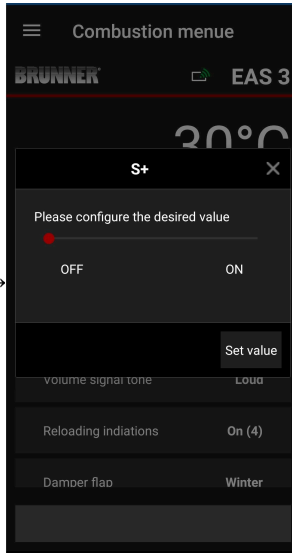 Combustion menue
BRUNNER EAS 3
30°C
S+
Please configure the desired value
OFF ON
Set value
Volume signal tone Loud
Reloading indiations On (4)
Damper flap Winter